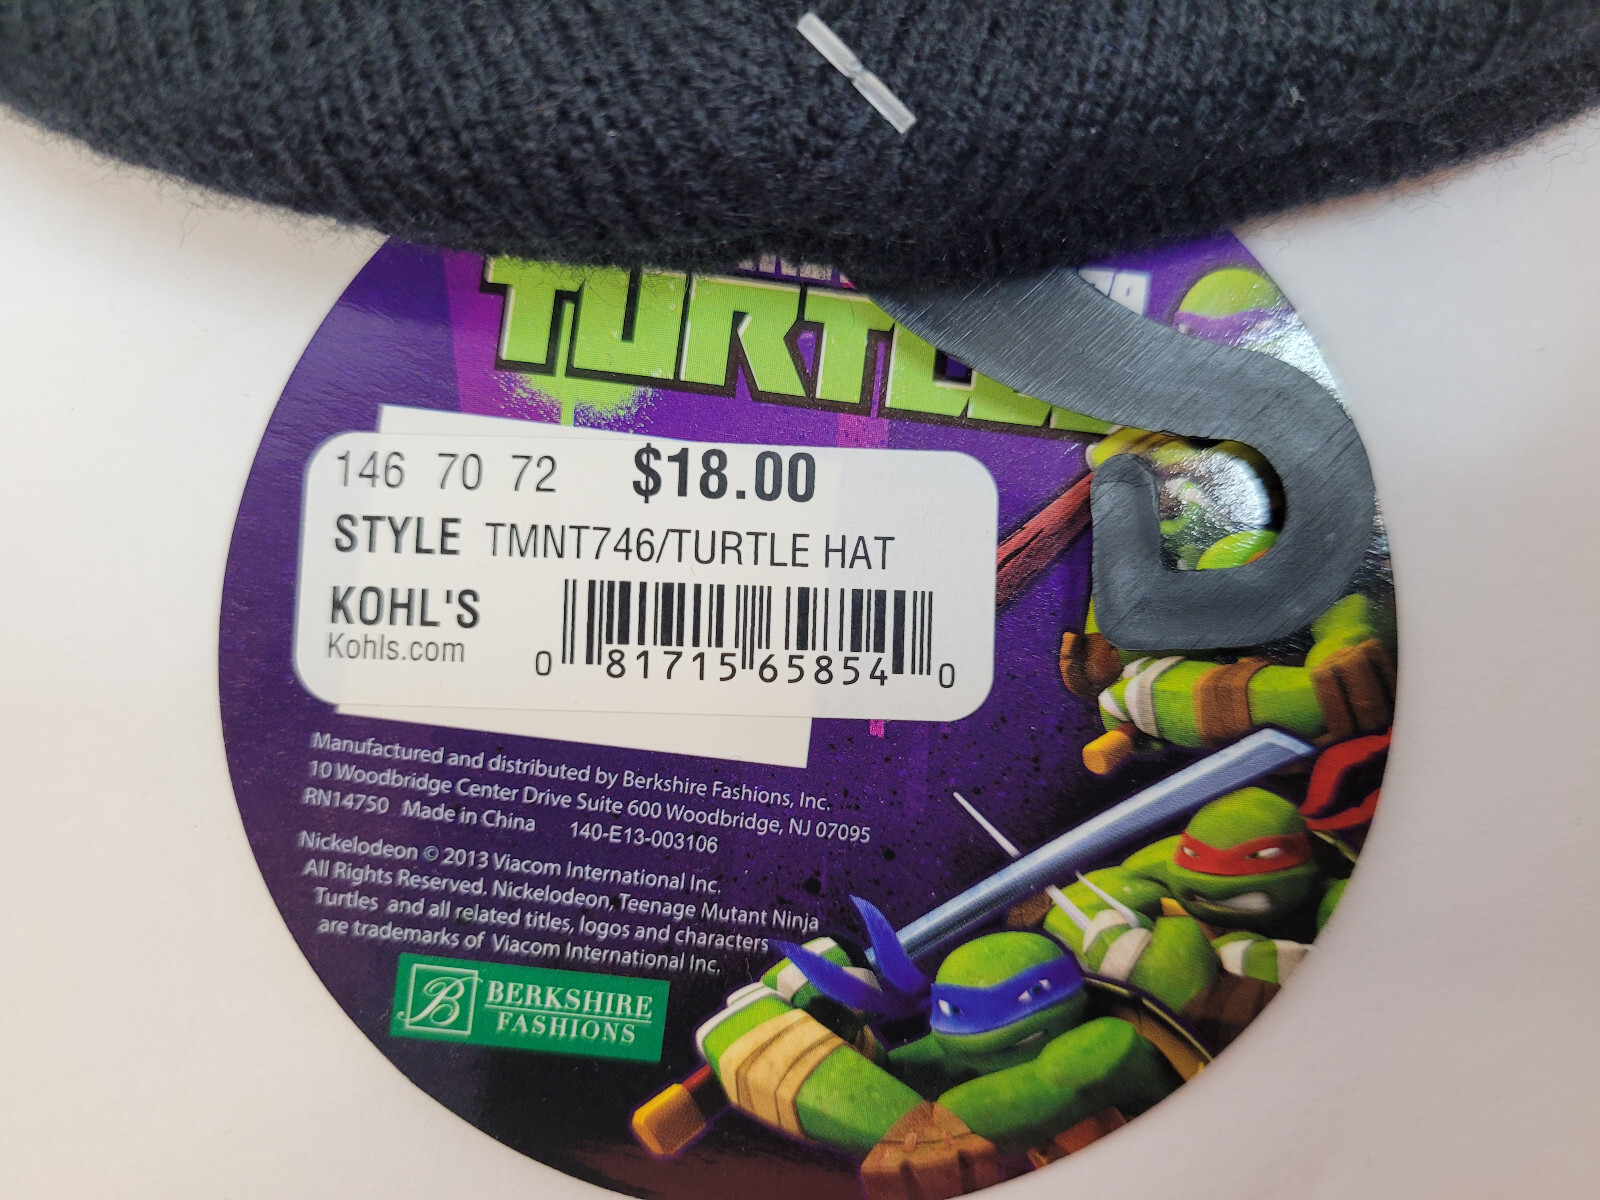 TURTLES
146 70 72 $18.00
STYLE TMNT746/TURTLE HAT
KOHL'S
Kohls.com
0 81715 65854 0
Manufactured and distributed by Berkshire Fashions, Inc.
10 Woodbridge Center Drive Suite 600 Woodbridge, NJ 07095
RN14750 Made in China 140-E13-003106
Nickelodeon © 2013 Viacom International Inc.
All Rights Reserved. Nickelodeon, Teenage Mutant Ninja
Turtles and all related titles, logos and characters
are trademarks of Viacom International Inc.
B BERKSHIRE
FASHIONS